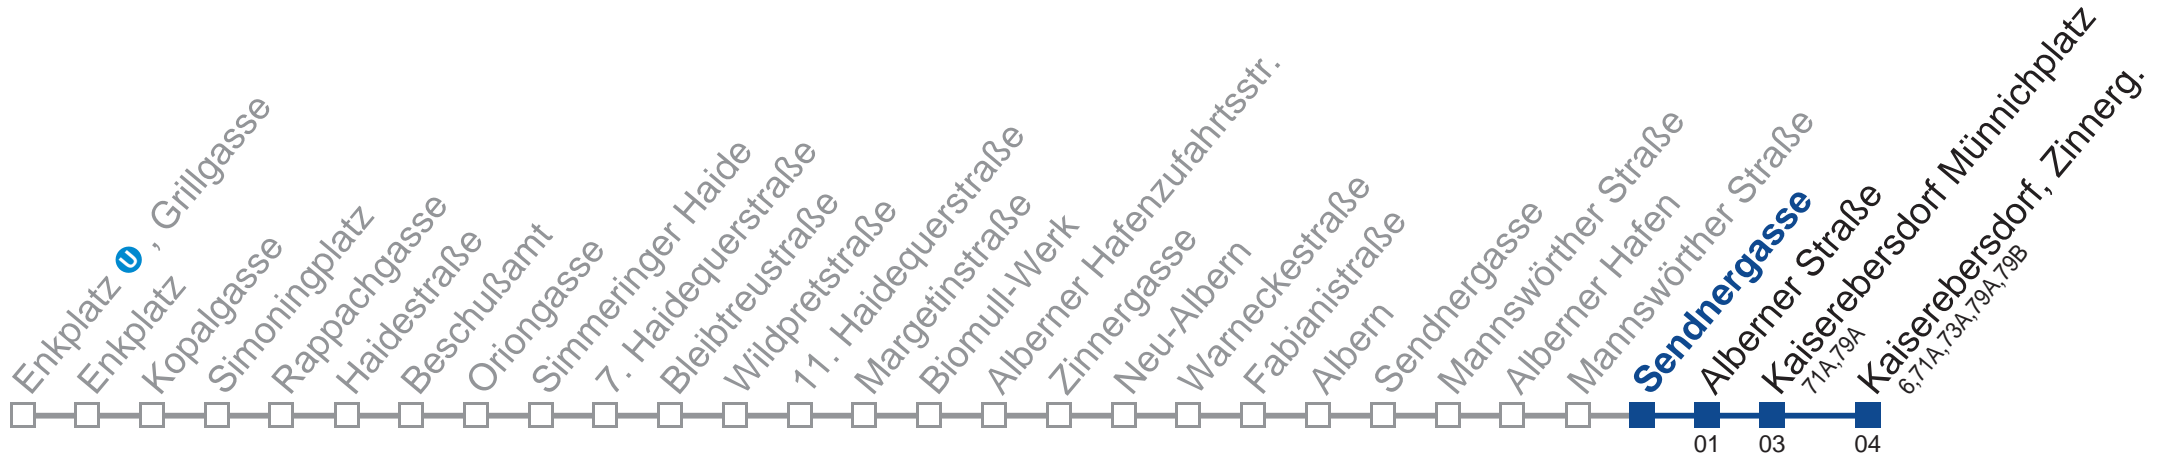 Enkplatz U , Grillgasse
Enkplatz
Kopalgasse
Simoningplatz
Rappachgasse
Haidestraße
Beschußamt
Oriongasse
Simmeringer Haide
7. Haidequerstraße
Bleibtreustraße
Wildpretstraße
11. Haidequerstraße
Margetinstraße
Biomull-Werk
Alberner Hafenzufahrtsstr.
Zinnergasse
Neu-Albern
Warneckestraße
Fabianistraße
Albern
Sendnergasse
Mannswörther Straße
Alberner Hafen
Mannswörther Straße
Sendnergasse
Alberner Straße
Kaiserebersdorf Münnichplatz
71A,79A
Kaiserebersdorf, Zinnerg.
6,71A,73A,79A,79B
01 03 04